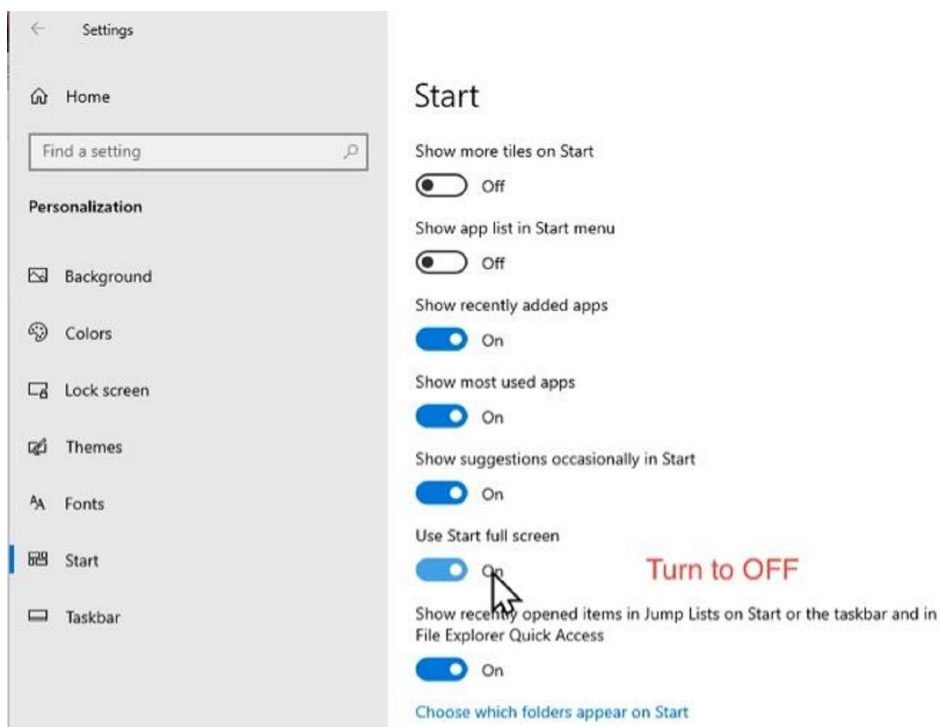 Settings
Home
Find a setting
Personalization
Background
Colors
Lock screen
Themes
Fonts
Start
Taskbar
Start
Show more tiles on Start
Off
Show app list in Start menu
Off
Show recently added apps
On
Show most used apps
On
Show suggestions occasionally in Start
On
Use Start full screen
On
Turn to OFF
Show recently opened items in Jump Lists on Start or the taskbar and in
File Explorer Quick Access
On
Choose which folders appear on Start